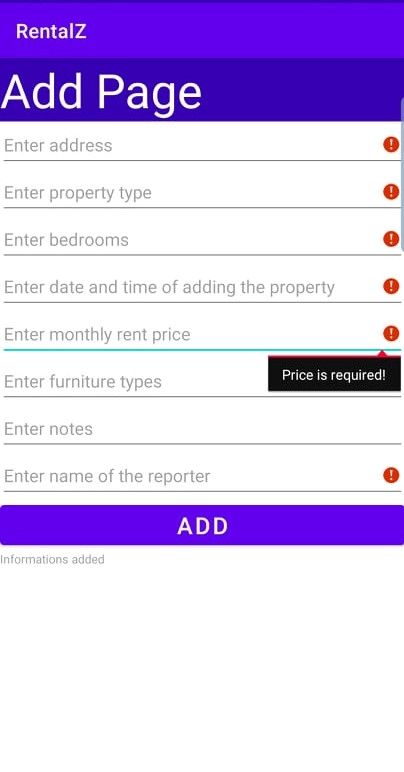 RentalZ
Add Page
Enter address
Enter property type
Enter bedrooms
Enter date and time of adding the property
Enter monthly rent price
Price is required!
Enter furniture types
Enter notes
Enter name of the reporter
ADD
Informations added